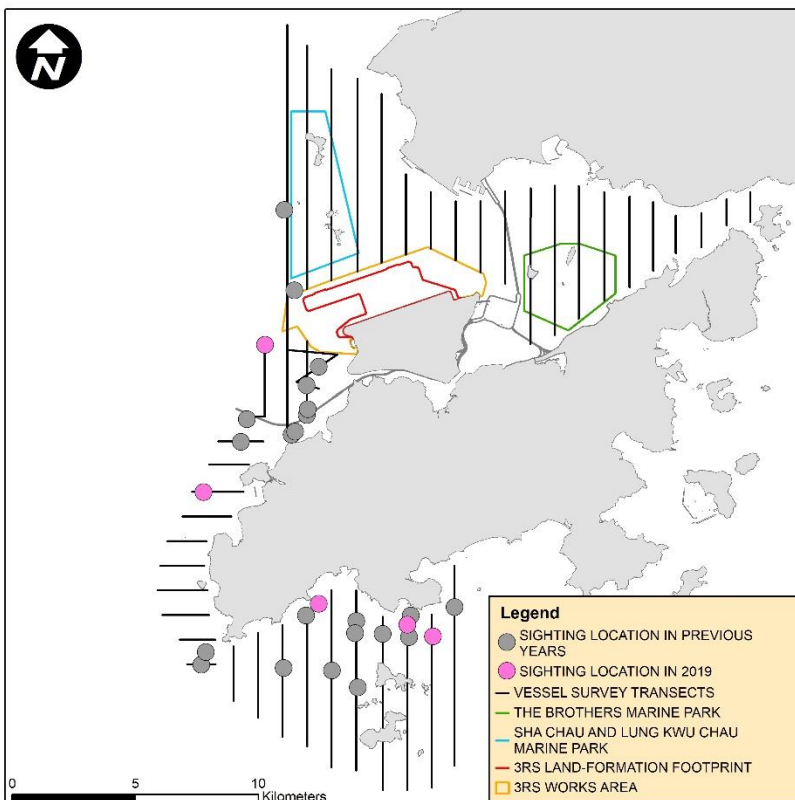 N
Legend
SIGHTING LOCATION IN PREVIOUS
YEARS
SIGHTING LOCATION IN 2019
VESSEL SURVEY TRANSECTS
THE BROTHERS MARINE PARK
SHA CHAU AND LUNG KWU CHAU
MARINE PARK
3RS LAND-FORMATION FOOTPRINT
3RS WORKS AREA
0 5 10
Kilometers